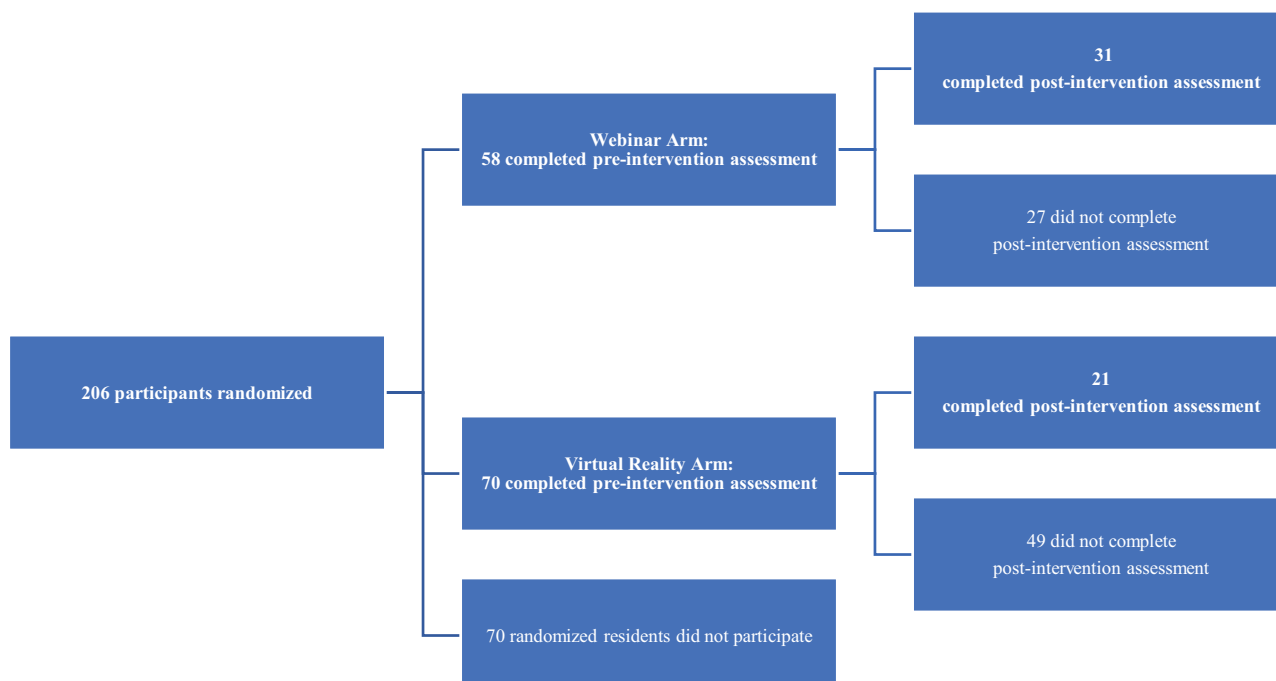 206 participants randomized
Webinar Arm:
58 completed pre-intervention assessment
31
completed post-intervention assessment
27 did not complete
post-intervention assessment
Virtual Reality Arm:
70 completed pre-intervention assessment
21
completed post-intervention assessment
49 did not complete
post-intervention assessment
70 randomized residents did not participate